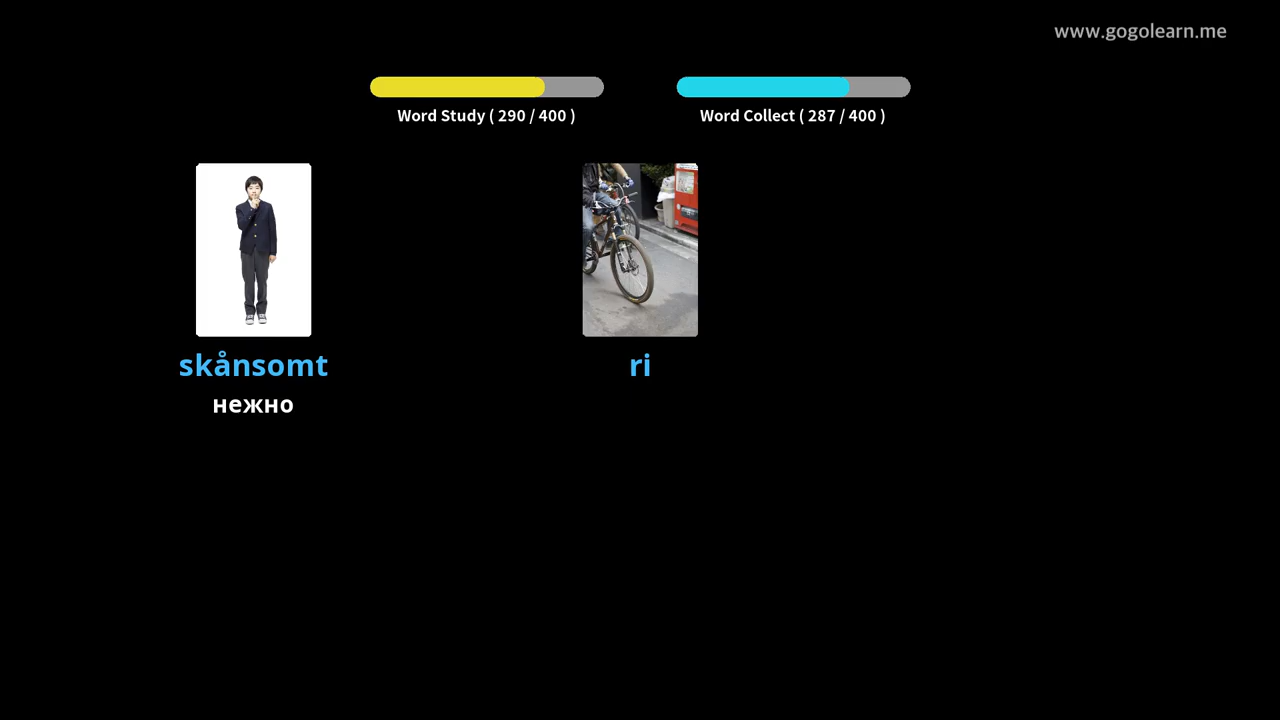 www.gogolearn.me
Word Study ( 290 / 400 )
Word Collect ( 287 / 400 )
skånsomt
ri
нежно